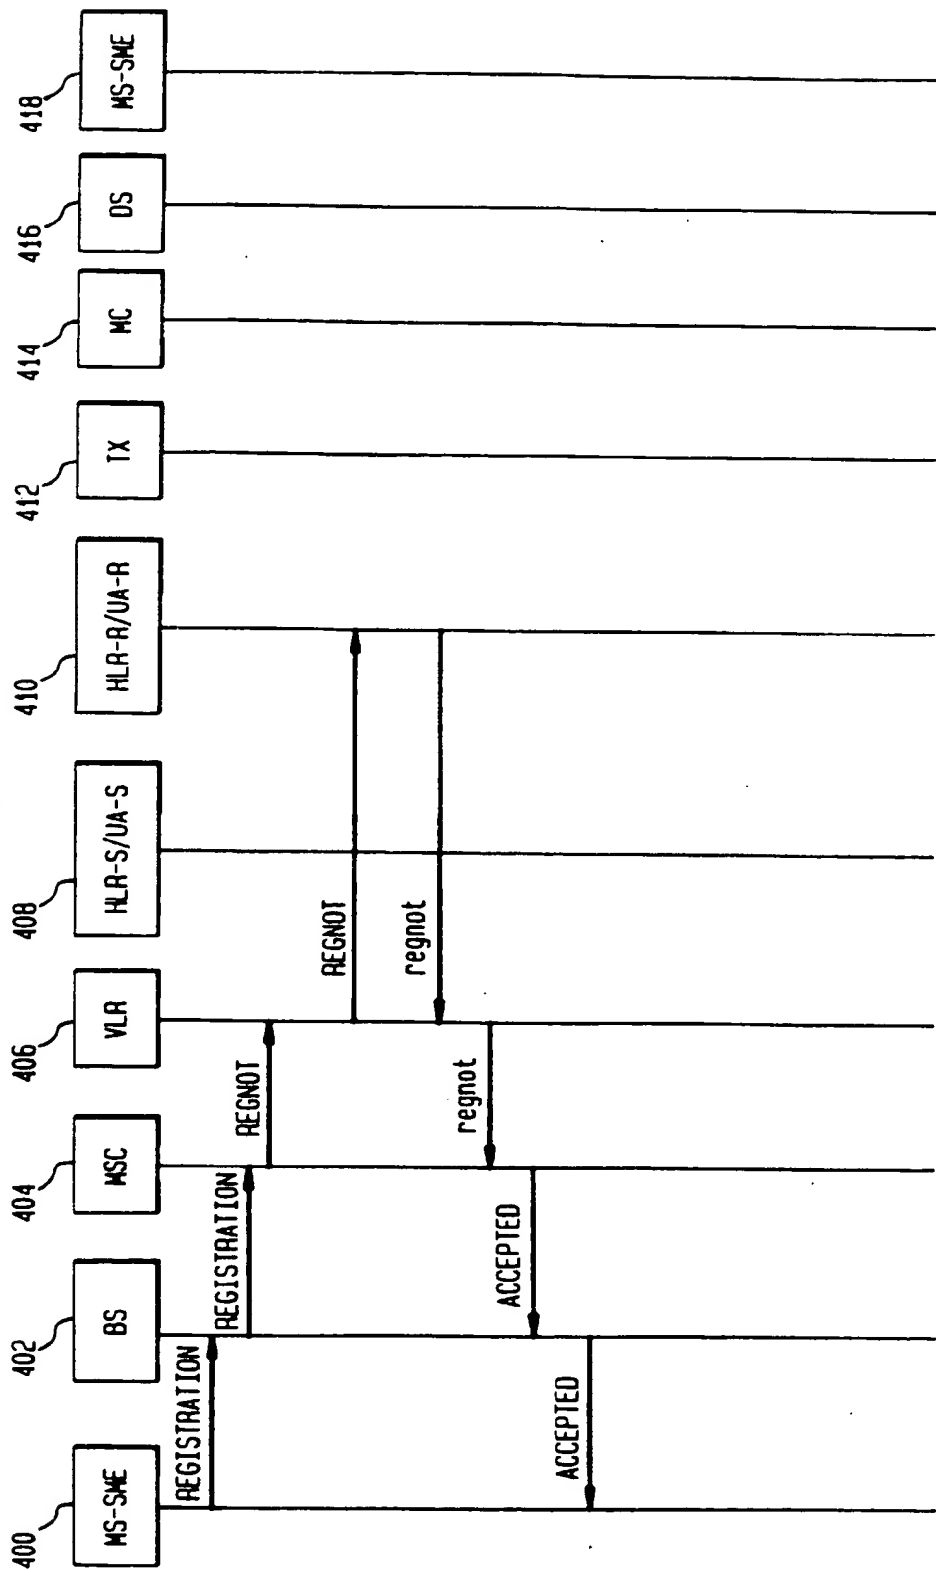 400
MS-SME
402
BS
404
MSC
406
VLR
408
HLR-S/UA-S
410
HLR-R/UA-R
412
TX
414
MC
416
DS
418
MS-SME
REGISTRATION
REGISTRATION
REGNOT
REGNOT
regnot
regnot
ACCEPTED
ACCEPTED